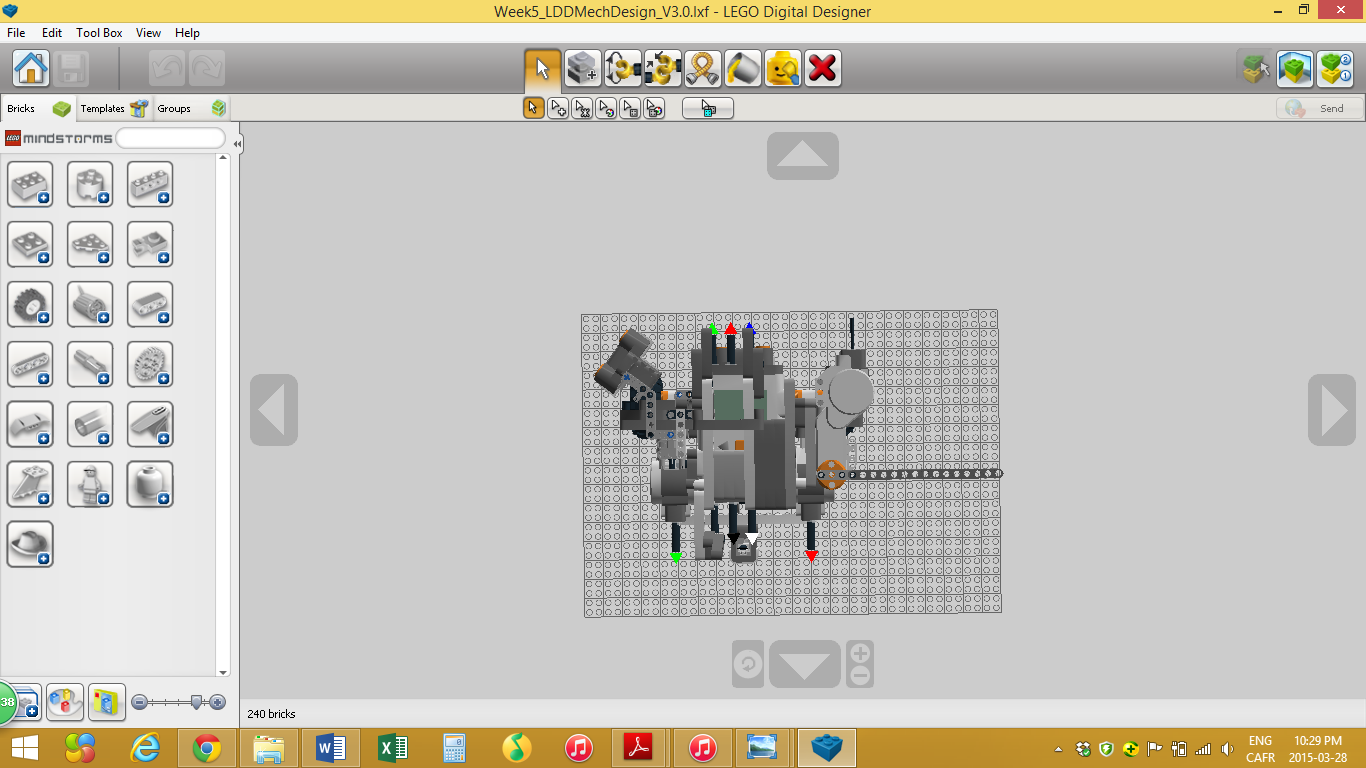 Week5_LDDMechDesign_V3.0.lxf - LEGO Digital Designer
File Edit Tool Box View Help
Bricks Templates Groups
Send
LEGO mindstorms
38
240 bricks
ENG 10:29 PM
CAFR 2015-03-28